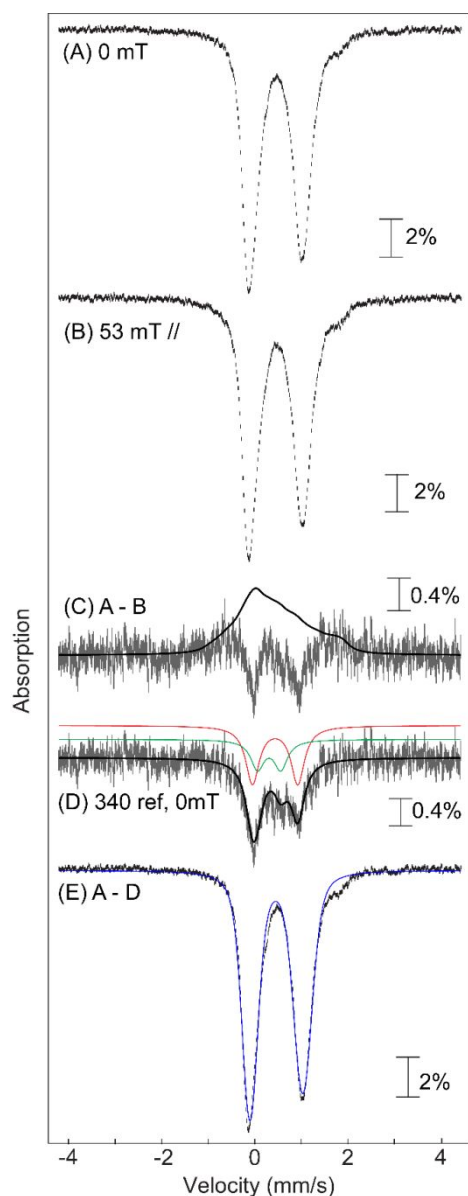 (A) 0 mT
2%
(B) 53 mT //
2%
(C) A - B
0.4%
(D) 340 ref, 0mT
0.4%
(E) A - D
2%
Absorption
-4 -2 0 2 4
Velocity (mm/s)